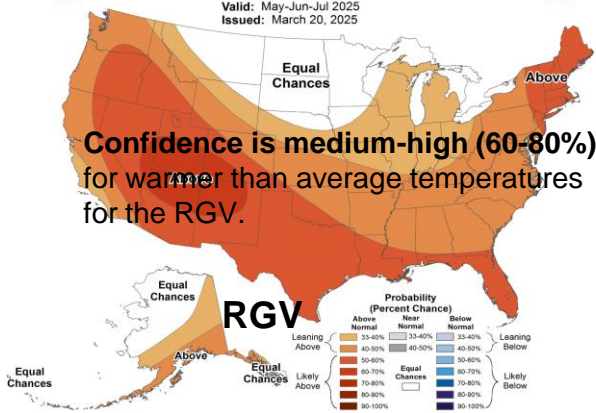 Valid: May-Jun-Jul 2025
Issued: March 20, 2025
Equal
Chances
Above
Confidence is medium-high (60-80%)
Above
for warmer than average temperatures
for the RGV.
Equal
Chances
RGV
Above
Equal
Chances
Equal
Chances
Probability
(Percent Chance)
Above
Normal
Near
Normal
Below
Normal
Leaning
Above
33-40%
40-50%
33-40%
40-50%
33-40%
40-50%
Leaning
Below
Likely
Above
50-60%
60-70%
70-80%
80-90%
90-100%
Equal
Chances
50-60%
60-70%
70-80%
80-90%
90-100%
Likely
Below